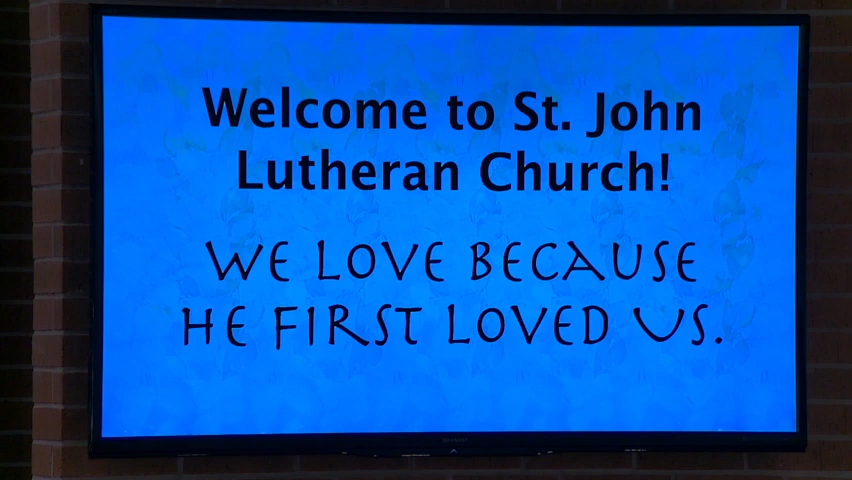 Welcome to St. John
Lutheran Church!
WE LOVE BECAUSE
HE FIRST LOVED US.